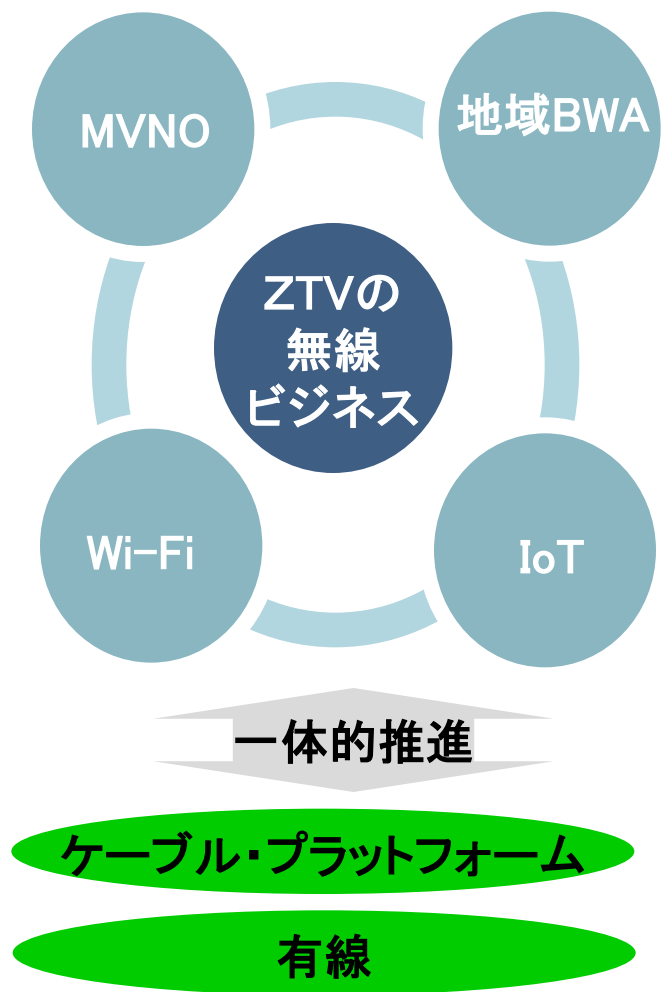 MVNO
地域BWA
ZTVの
無線
ビジネス
Wi-Fi
IoT
一体的推進
ケーブル・プラットフォーム
有線